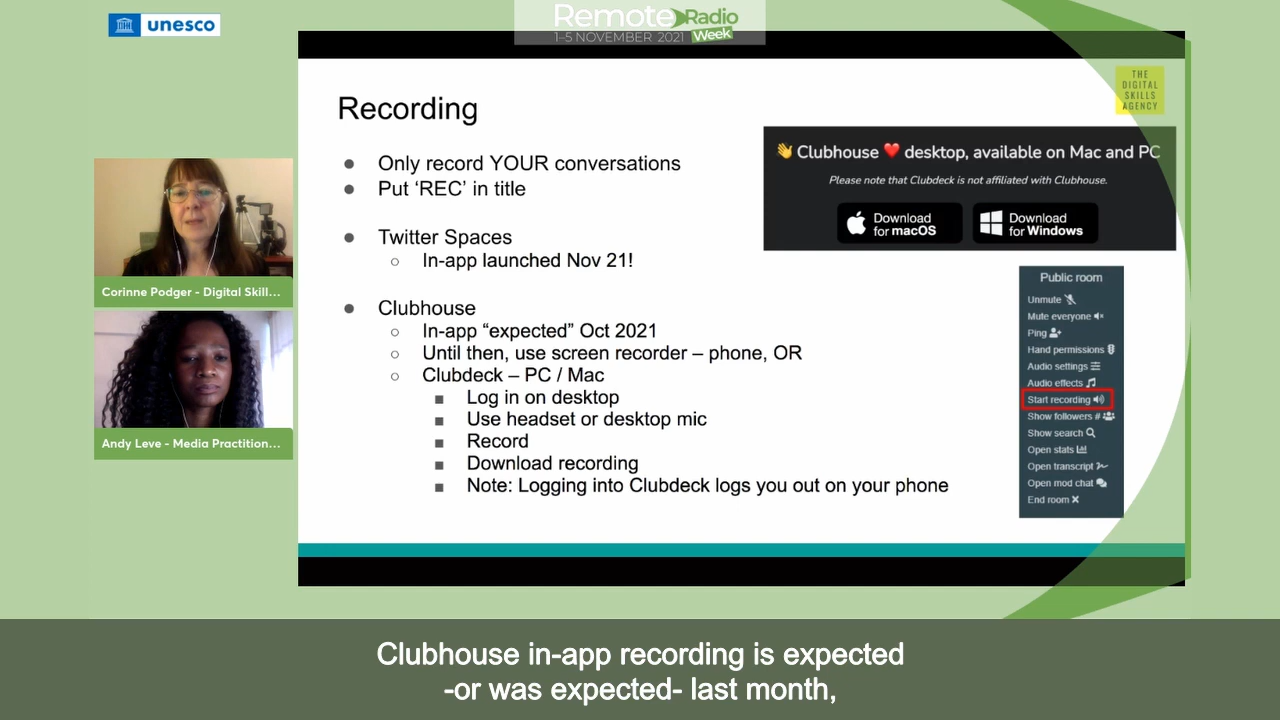 unesco
Remote Radio
Week
1–5 NOVEMBER 2021
THE
DIGITAL
SKILLS
AGENCY
Recording
Only record YOUR conversations
Put ‘REC’ in title
Twitter Spaces
In-app launched Nov 21!
Clubhouse
In-app “expected” Oct 2021
Until then, use screen recorder – phone, OR
Clubdeck – PC / Mac
Log in on desktop
Use headset or desktop mic
Record
Download recording
Note: Logging into Clubdeck logs you out on your phone
👋 Clubhouse ❤️ desktop, available on Mac and PC
Please note that Clubdeck is not affiliated with Clubhouse.
Download
for macOS
Download
for Windows
Public room
Unmute
Mute everyone
Ping
Hand permissions
Audio settings
Audio effects
Start recording
Show followers #
Show search
Open stats
Open transcript
Open mod chat
End room
Corinne Podger - Digital Skill...
Andy Leve - Media Practition...
Clubhouse in-app recording is expected
-or was expected- last month,